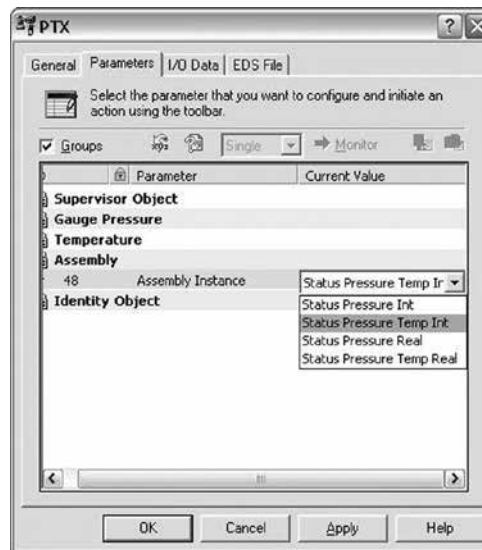 PTX
General Parameters I/O Data EDS File
Select the parameter that you want to configure and initiate an
action using the toolbar.
Groups Single Monitor
Parameter Current Value
Supervisor Object
Gauge Pressure
Temperature
Assembly
48 Assembly Instance Status Pressure Temp Ir
Identity Object
Status Pressure Int
Status Pressure Temp Int
Status Pressure Real
Status Pressure Temp Real
OK Cancel Apply Help